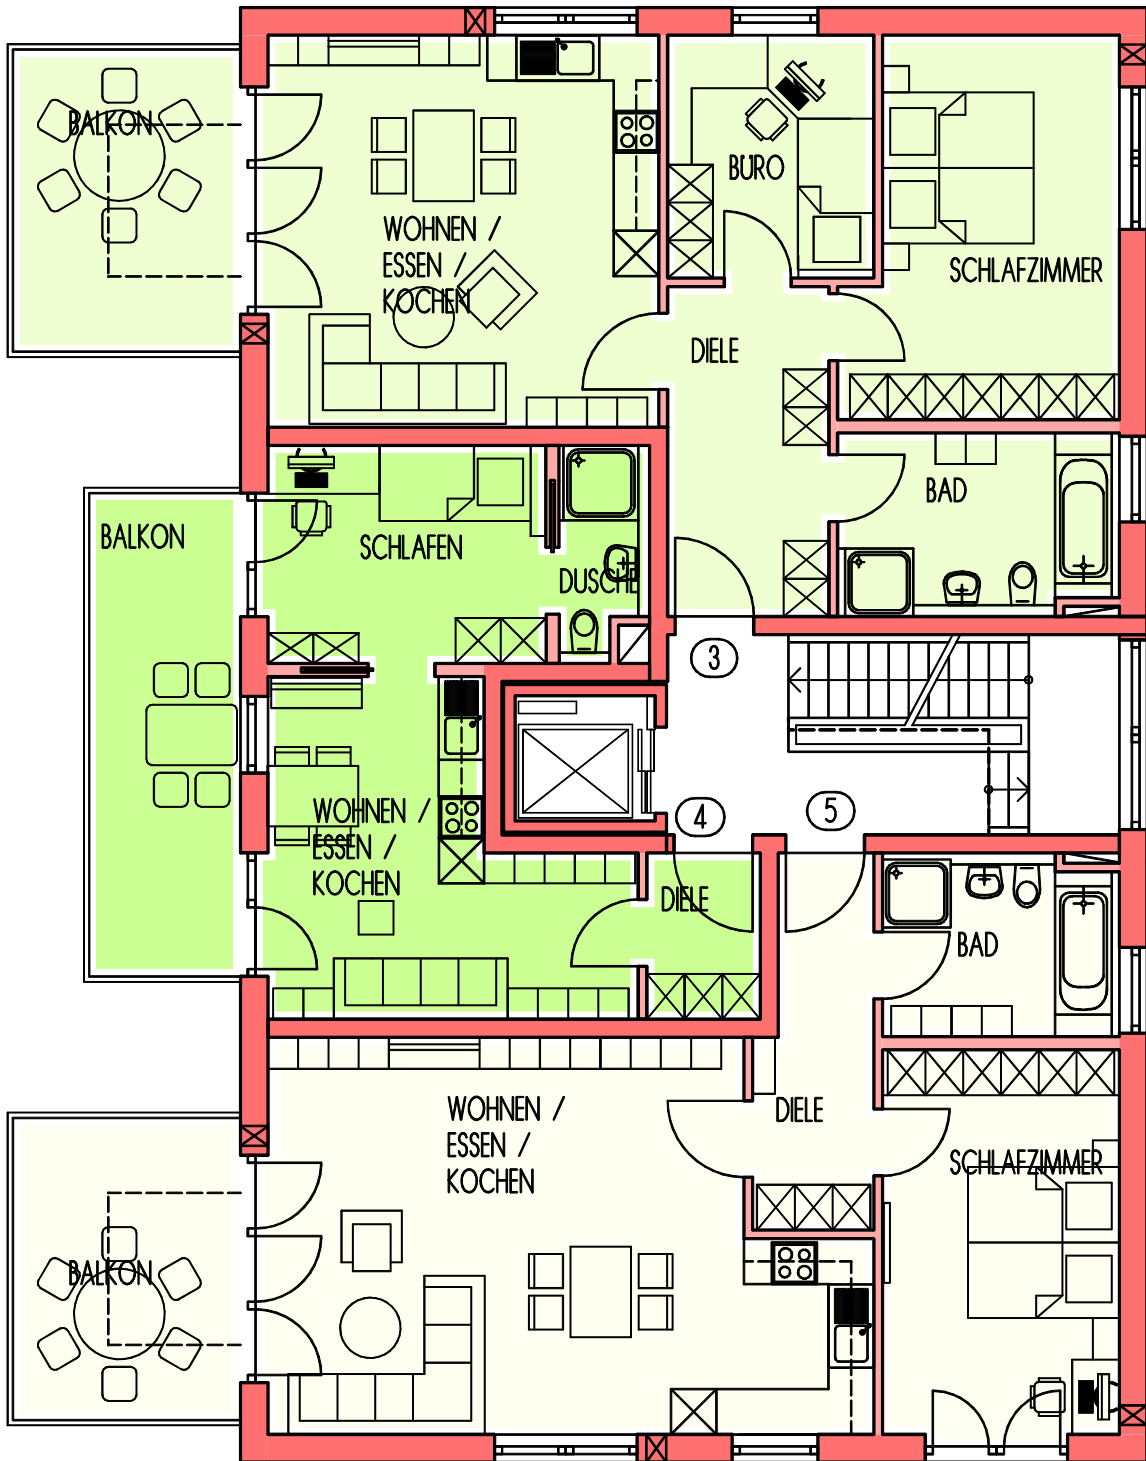 BALKON
WOHNEN /
ESSEN /
KOCHEN
BÜRO
SCHLAFZIMMER
DIELE
BAD
BALKON
SCHLAFEN
DUSCHE
3
4
5
WOHNEN /
ESSEN /
KOCHEN
DIELE
BAD
WOHNEN /
ESSEN /
KOCHEN
DIELE
SCHLAFZIMMER
BALKON